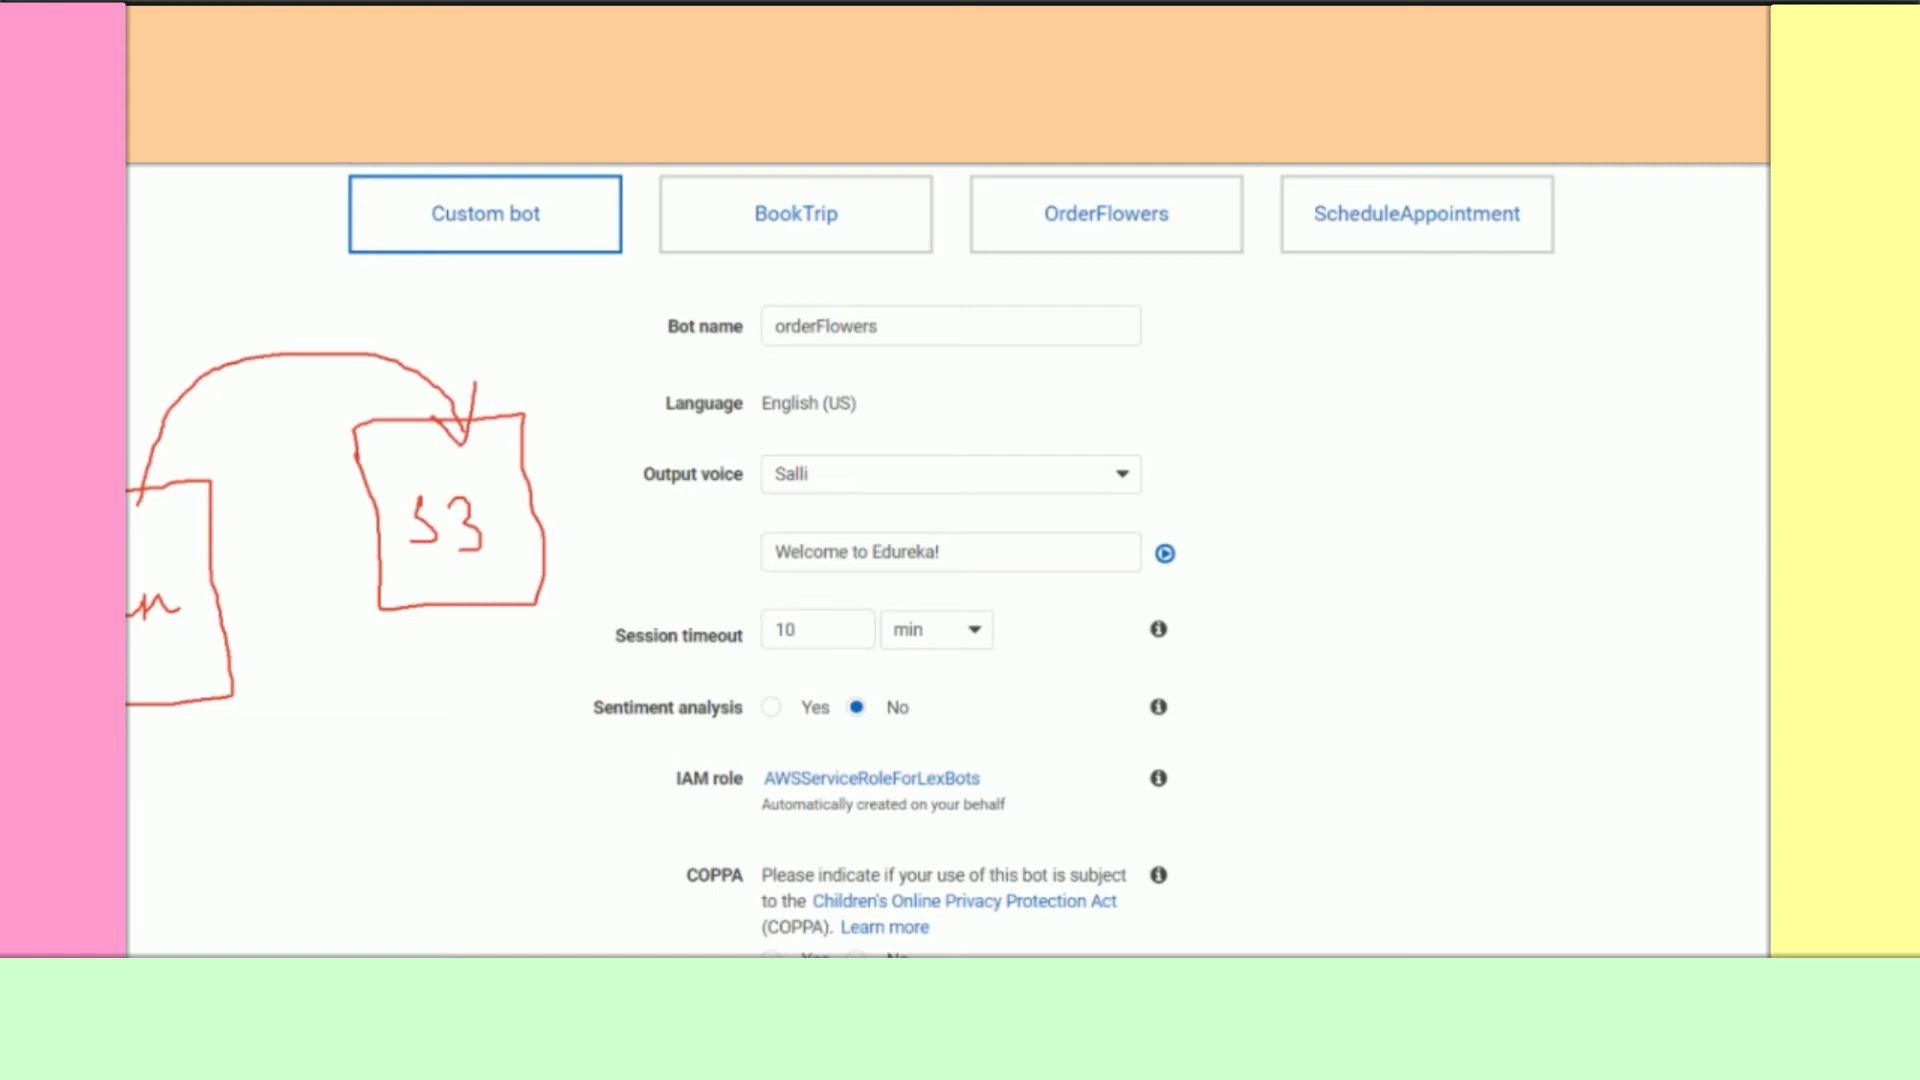 Custom bot BookTrip OrderFlowers ScheduleAppointment
Bot name orderFlowers
Language English (US)
Output voice Salli
Welcome to Edureka!
S3
Session timeout 10 min
Sentiment analysis Yes No
IAM role AWSServiceRoleForLexBots
Automatically created on your behalf
COPPA Please indicate if your use of this bot is subject
to the Children's Online Privacy Protection Act
(COPPA). Learn more
Yes No